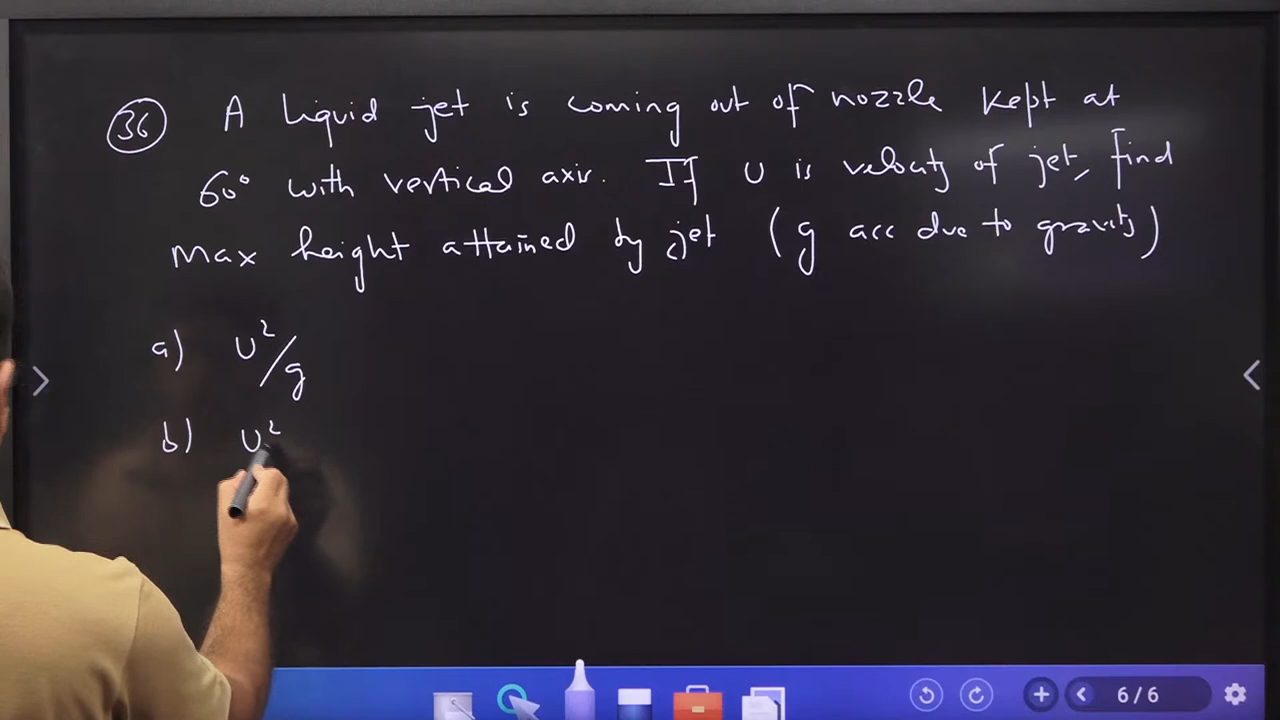 36 A Liquid jet is coming out of nozzle kept at
60° with vertical axis. If U is velocity of jet, find
max height attained by jet (g acc due to gravity)
a) U²/g
b) U²
6/6